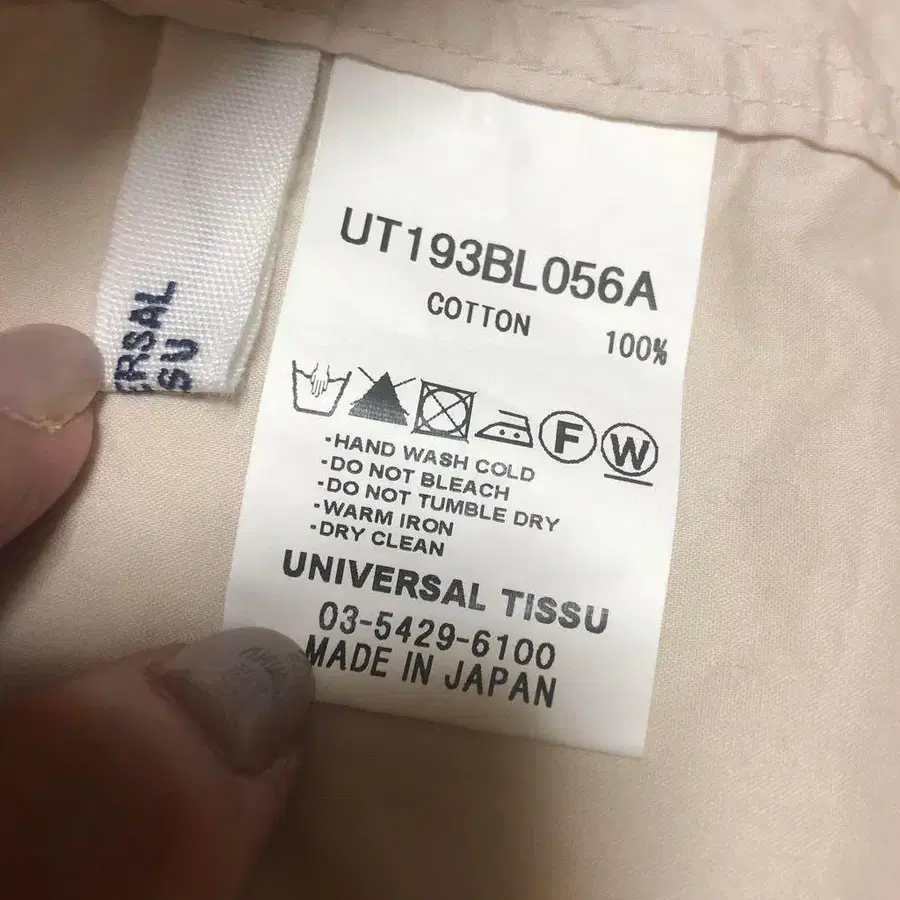 ERSAL
SU
UT193BL056A
COTTON 100%
F W
·HAND WASH COLD
·DO NOT BLEACH
·DO NOT TUMBLE DRY
·WARM IRON
·DRY CLEAN
UNIVERSAL TISSU
03-5429-6100
MADE IN JAPAN